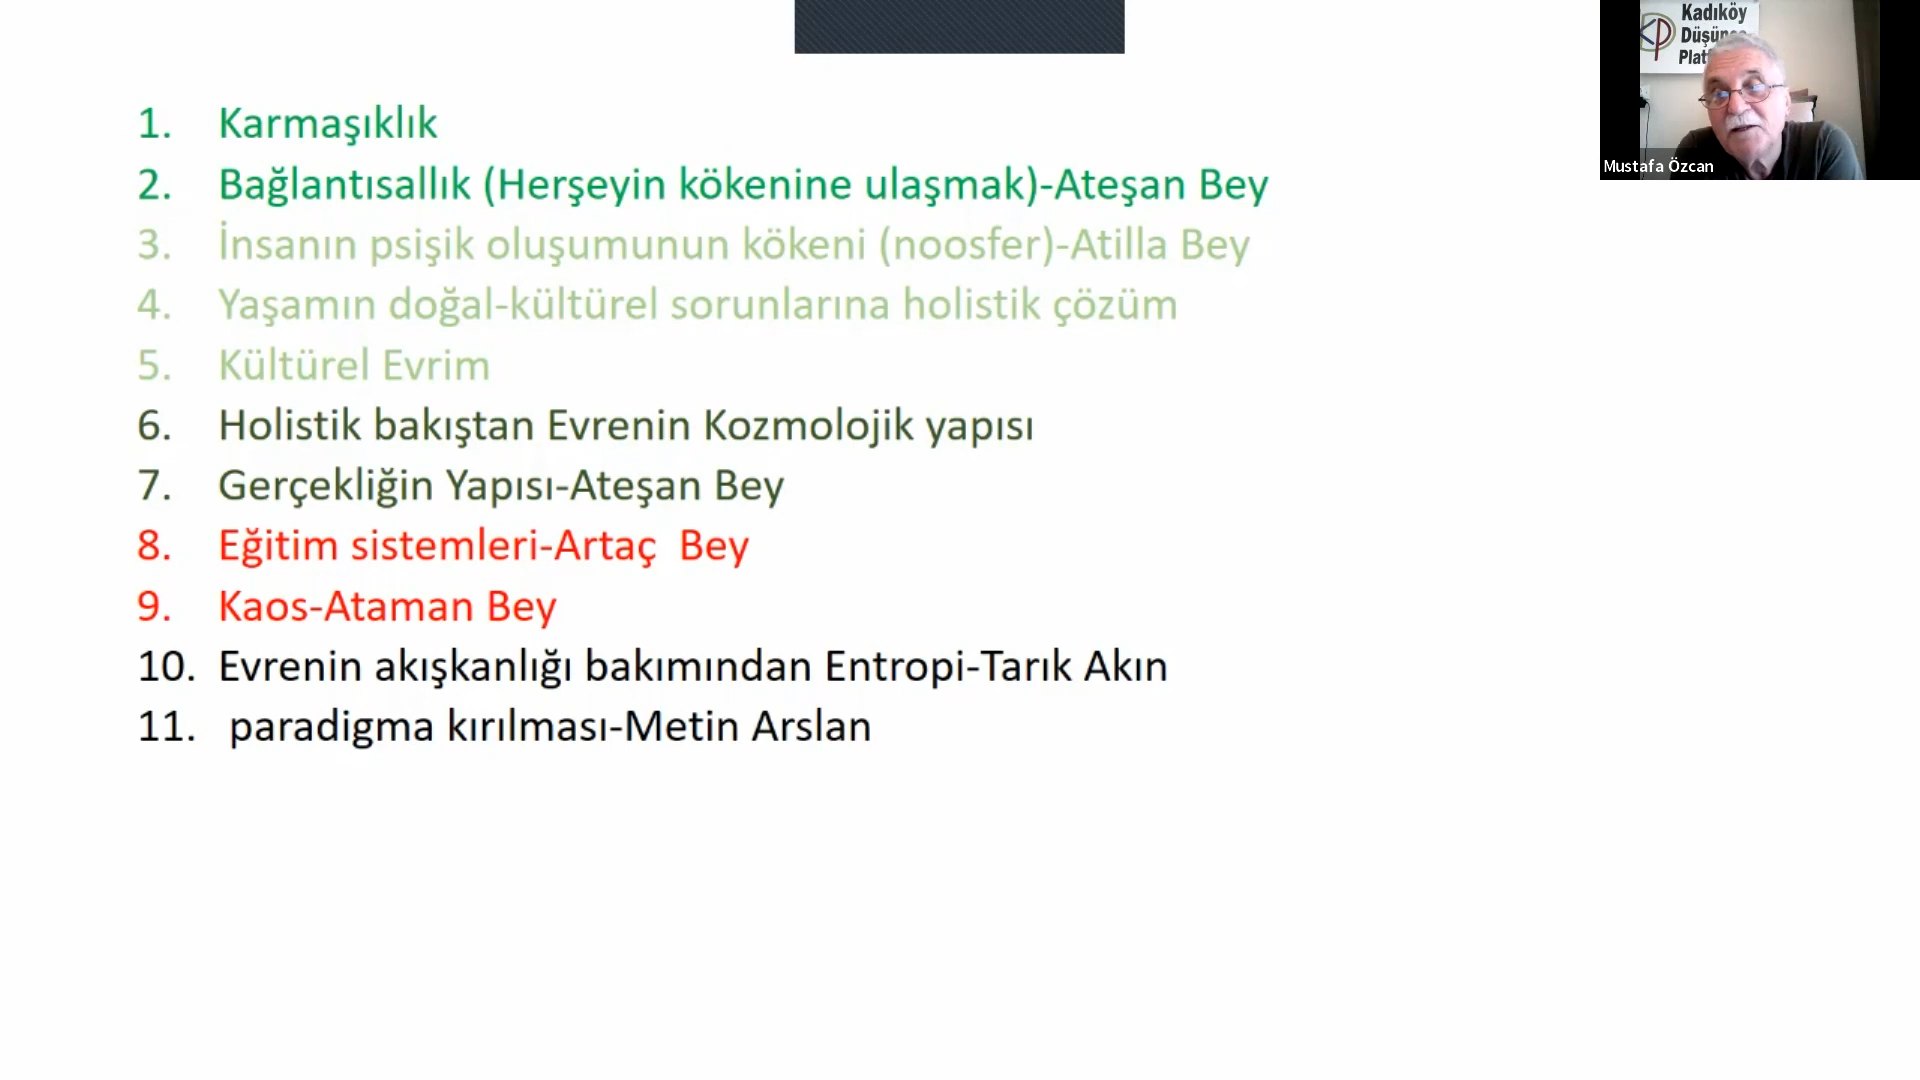 1. Karmaşıklık
2. Bağlantısallık (Herşeyin kökenine ulaşmak)-Ateşan Bey
3. İnsanın psişik oluşumunun kökeni (noosfer)-Atilla Bey
4. Yaşamın doğal-kültürel sorunlarına holistik çözüm
5. Kültürel Evrim
6. Holistik bakıştan Evrenin Kozmolojik yapısı
7. Gerçekliğin Yapısı-Ateşan Bey
8. Eğitim sistemleri-Artaç  Bey
9. Kaos-Ataman Bey
10. Evrenin akışkanlığı bakımından Entropi-Tarık Akın
11. paradigma kırılması-Metin Arslan
Kadıköy
Mustafa Özcan